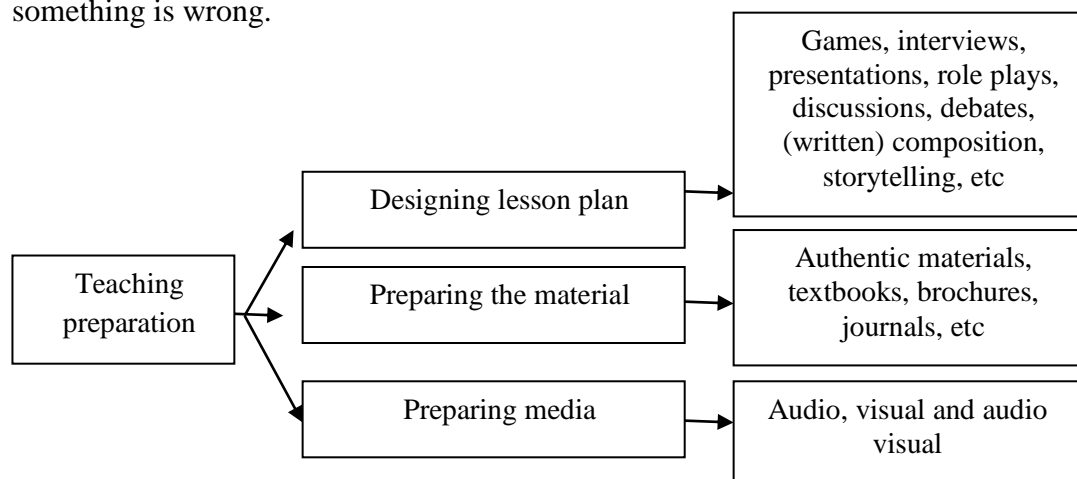 something is wrong.
Games, interviews,
presentations, role plays,
discussions, debates,
(written) composition,
storytelling, etc
Designing lesson plan
Teaching
preparation
Preparing the material
Authentic materials,
textbooks, brochures,
journals, etc
Preparing media
Audio, visual and audio
visual